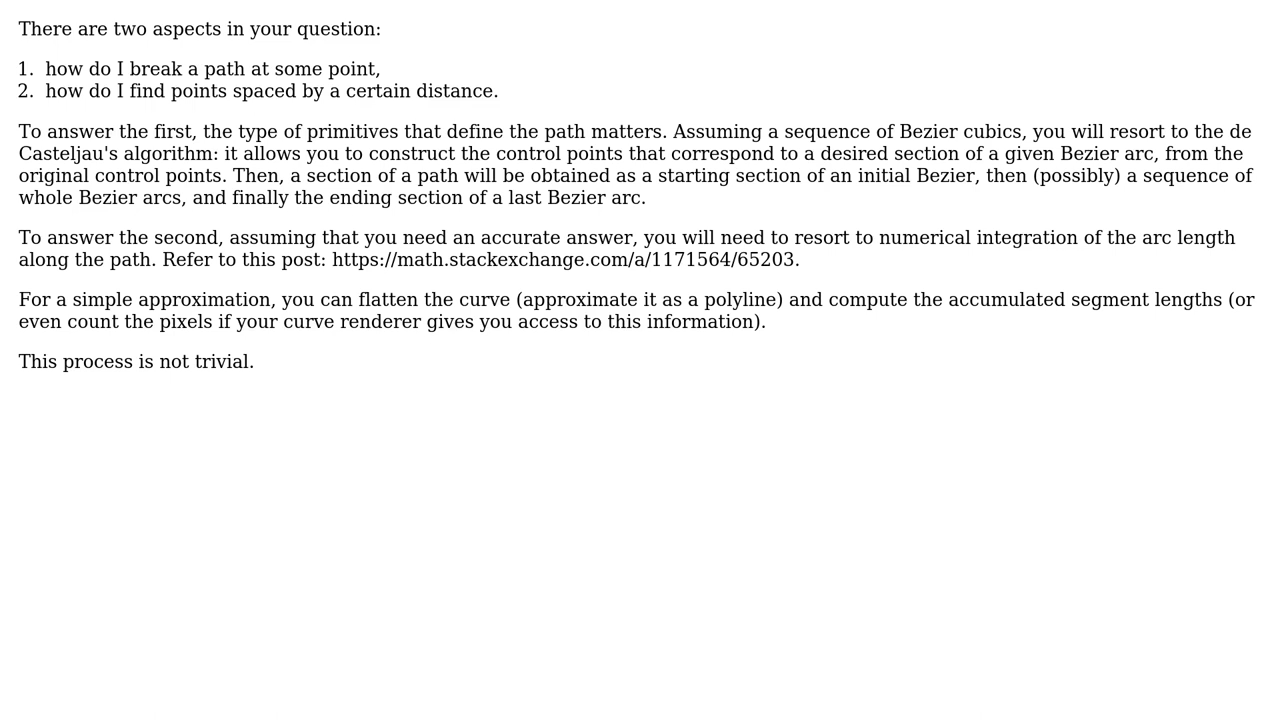 There are two aspects in your question:
1. how do I break a path at some point,
2. how do I find points spaced by a certain distance.
To answer the first, the type of primitives that define the path matters. Assuming a sequence of Bezier cubics, you will resort to the de
Casteljau's algorithm: it allows you to construct the control points that correspond to a desired section of a given Bezier arc, from the
original control points. Then, a section of a path will be obtained as a starting section of an initial Bezier, then (possibly) a sequence of
whole Bezier arcs, and finally the ending section of a last Bezier arc.
To answer the second, assuming that you need an accurate answer, you will need to resort to numerical integration of the arc length
along the path. Refer to this post: https://math.stackexchange.com/a/1171564/65203.
For a simple approximation, you can flatten the curve (approximate it as a polyline) and compute the accumulated segment lengths (or
even count the pixels if your curve renderer gives you access to this information).
This process is not trivial.